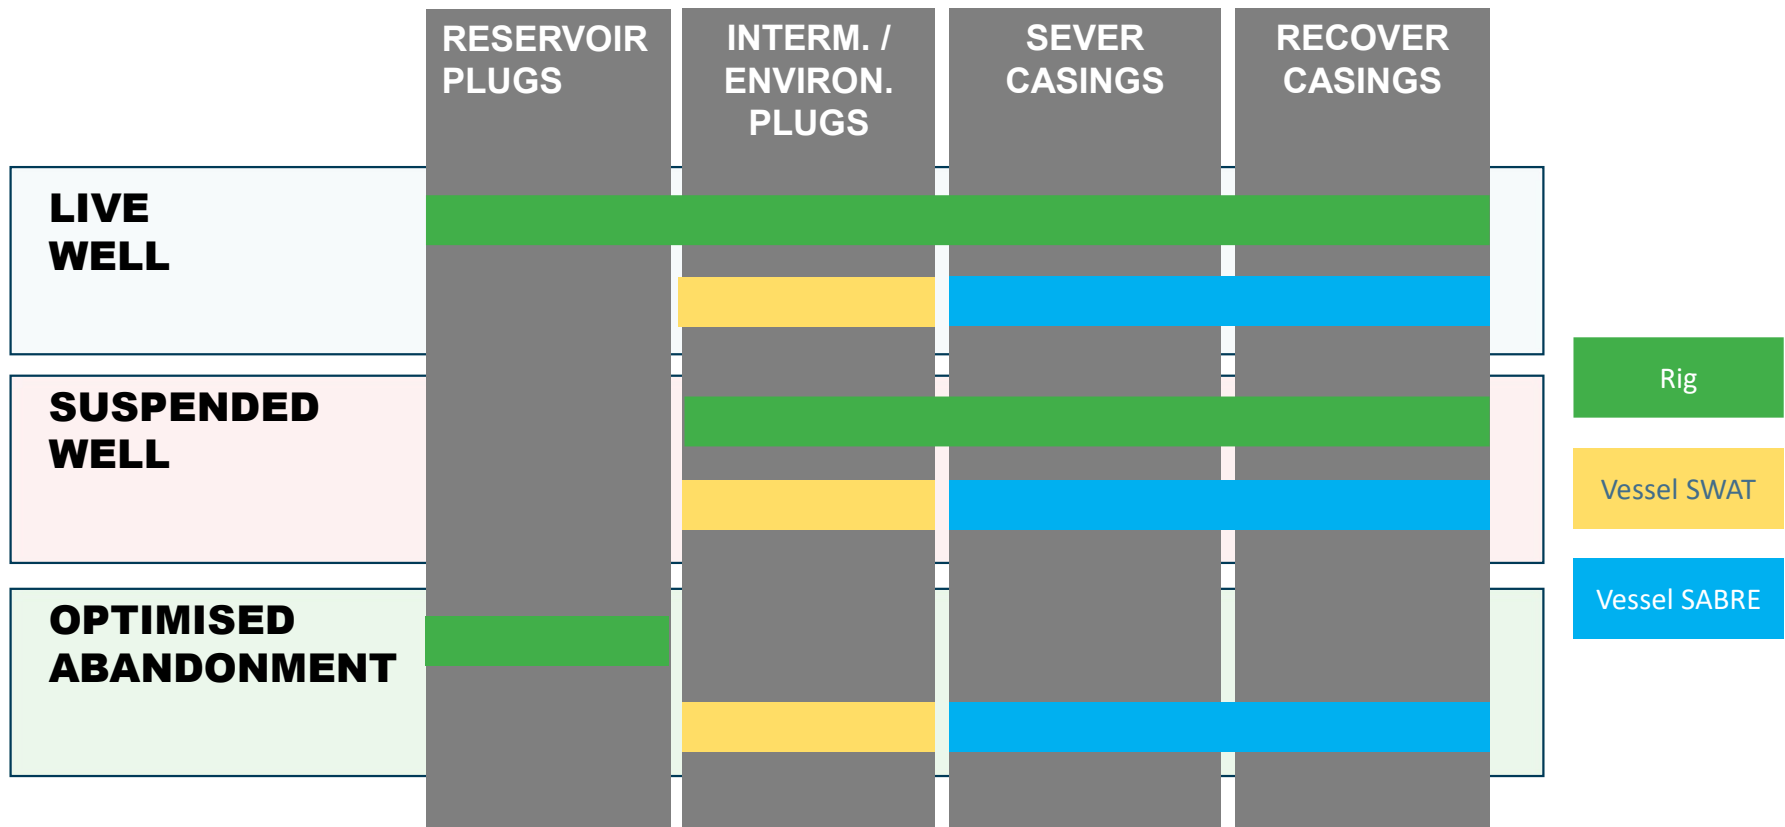 RESERVOIR
PLUGS
INTERM. /
ENVIRON.
PLUGS
SEVER
CASINGS
RECOVER
CASINGS
LIVE
WELL
SUSPENDED
WELL
OPTIMISED
ABANDONMENT
Rig
Vessel SWAT
Vessel SABRE